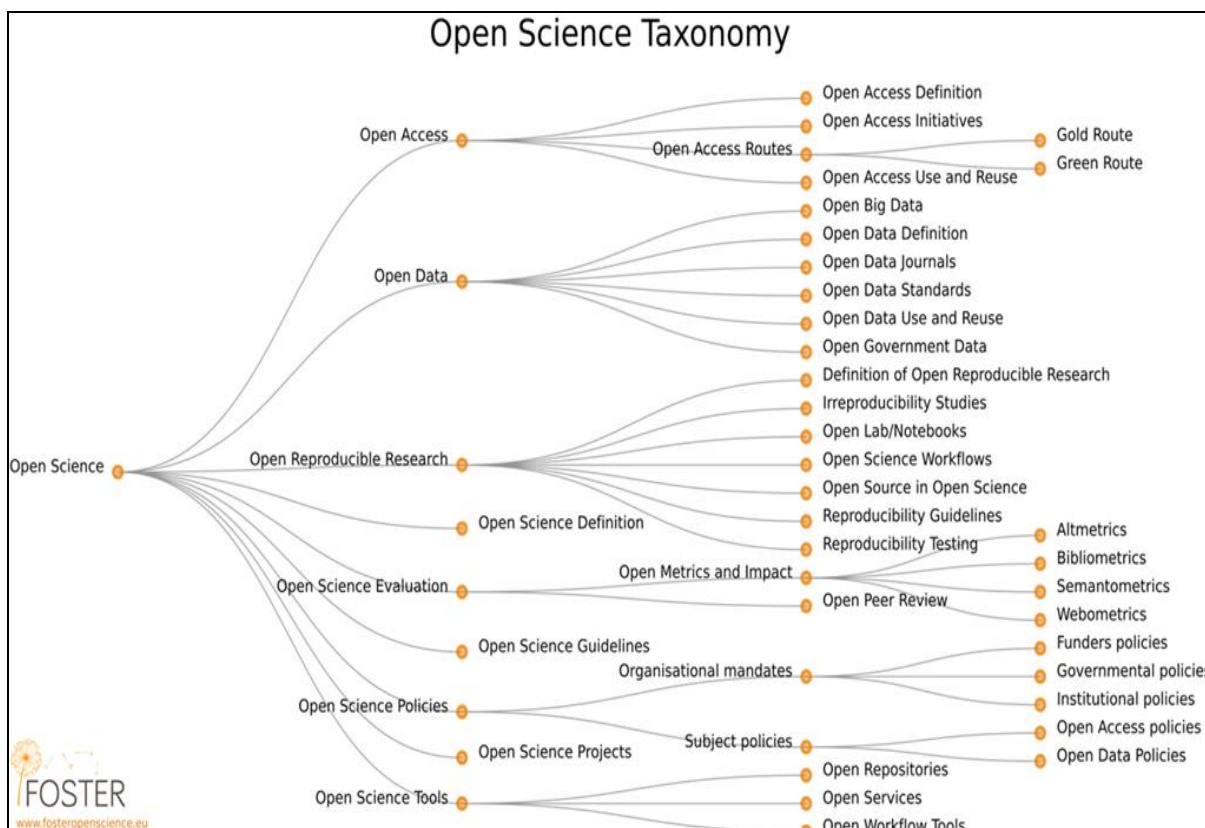 Open Science Taxonomy
Open Science
Open Access
Open Access Definition
Open Access Initiatives
Open Access Routes
Gold Route
Green Route
Open Access Use and Reuse
Open Data
Open Big Data
Open Data Definition
Open Data Journals
Open Data Standards
Open Data Use and Reuse
Open Government Data
Open Reproducible Research
Definition of Open Reproducible Research
Irreproducibility Studies
Open Lab/Notebooks
Open Science Workflows
Open Source in Open Science
Reproducibility Guidelines
Reproducibility Testing
Open Science Definition
Open Science Evaluation
Open Metrics and Impact
Altmetrics
Bibliometrics
Semantometrics
Webometrics
Open Peer Review
Open Science Guidelines
Open Science Policies
Organisational mandates
Funders policies
Governmental policies
Institutional policies
Subject policies
Open Access policies
Open Data Policies
Open Science Projects
Open Science Tools
Open Repositories
Open Services
Open Workflow Tools
FOSTER
www.fosteropenscience.eu